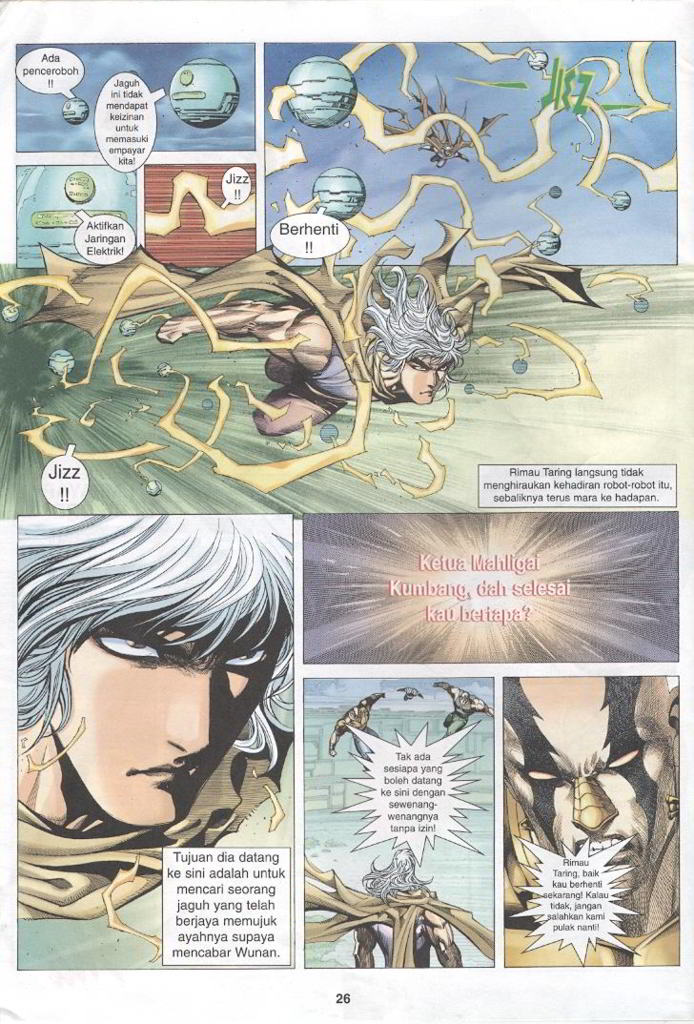 Ada
penceroboh
!!
Jaguh
ini tidak
mendapat
keizinan
untuk
memasuki
empayar
kita!
Aktifkan
Jaringan
Elektrik!
Jizz
!!
JIEZ
Berhenti
!!
Jizz
!!
Rimau Taring langsung tidak
menghiraukan kehadiran robot-robot itu,
sebaliknya terus mara ke hadapan.
Ketua Mahligai
Kumbang, dah selesai
kau bertapa?
Tujuan dia datang
ke sini adalah untuk
mencari seorang
jaguh yang telah
berjaya memujuk
ayahnya supaya
mencabar Wunan.
Tak ada
sesiapa yang
boleh datang
ke sini dengan
sewenang-
wenangnya
tanpa izin!
Rimau
Taring, baik
kau berhenti
sekarang! Kalau
tidak, jangan
salahkan kami
pulak nanti!
26